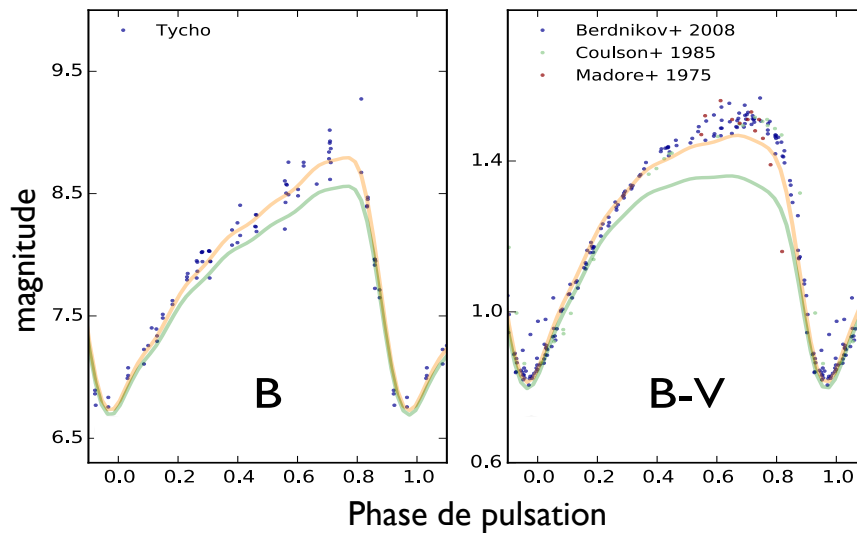 Tycho
9.5
8.5
7.5
6.5
magnitude
B
0.0 0.2 0.4 0.6 0.8 1.0
Berdnikov+ 2008
Coulson+ 1985
Madore+ 1975
1.4
1.0
0.6
B-V
0.0 0.2 0.4 0.6 0.8 1.0
Phase de pulsation